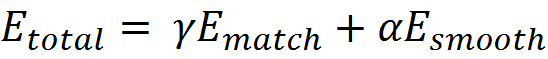 E_total = γE_match + αE_smooth